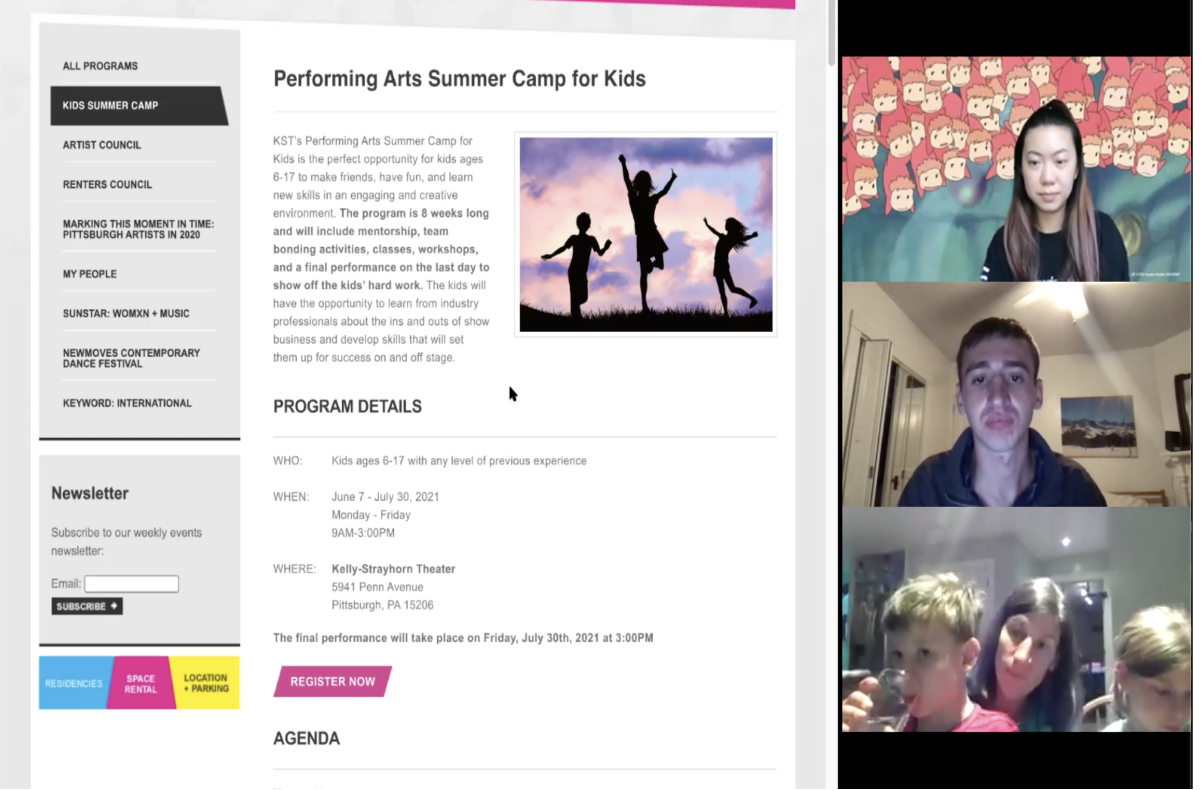 ALL PROGRAMS
KIDS SUMMER CAMP
ARTIST COUNCIL
RENTERS COUNCIL
MARKING THIS MOMENT IN TIME:
PITTSBURGH ARTISTS IN 2020
MY PEOPLE
SUNSTAR: WOMXN + MUSIC
NEWMOVES CONTEMPORARY
DANCE FESTIVAL
KEYWORD: INTERNATIONAL
Newsletter
Subscribe to our weekly events
newsletter:
Email:
SUBSCRIBE
RESIDENCIES
SPACE
RENTAL
LOCATION
+ PARKING
Performing Arts Summer Camp for Kids
KST's Performing Arts Summer Camp for
Kids is the perfect opportunity for kids ages
6-17 to make friends, have fun, and learn
new skills in an engaging and creative
environment. The program is 8 weeks long
and will include mentorship, team
bonding activities, classes, workshops,
and a final performance on the last day to
show off the kids' hard work. The kids will
have the opportunity to learn from industry
professionals about the ins and outs of show
business and develop skills that will set
them up for success on and off stage.
PROGRAM DETAILS
WHO: Kids ages 6-17 with any level of previous experience
WHEN: June 7 - July 30, 2021
Monday - Friday
9AM-3:00PM
WHERE: Kelly-Strayhorn Theater
5941 Penn Avenue
Pittsburgh, PA 15206
The final performance will take place on Friday, July 30th, 2021 at 3:00PM
REGISTER NOW
AGENDA